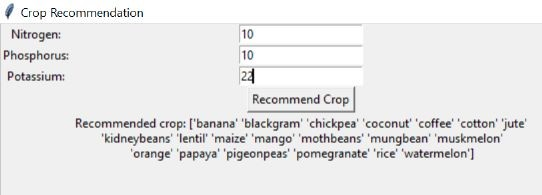 Crop Recommendation
Nitrogen: 10
Phosphorus: 10
Potassium: 22
Recommend Crop
Recommended crop: ['banana' 'blackgram' 'chickpea' 'coconut' 'coffee' 'cotton' 'jute'
'kidneybeans' 'lentil' 'maize' 'mango' 'mothbeans' 'mungbean' 'muskmelon'
'orange' 'papaya' 'pigeonpeas' 'pomegranate' 'rice' 'watermelon']